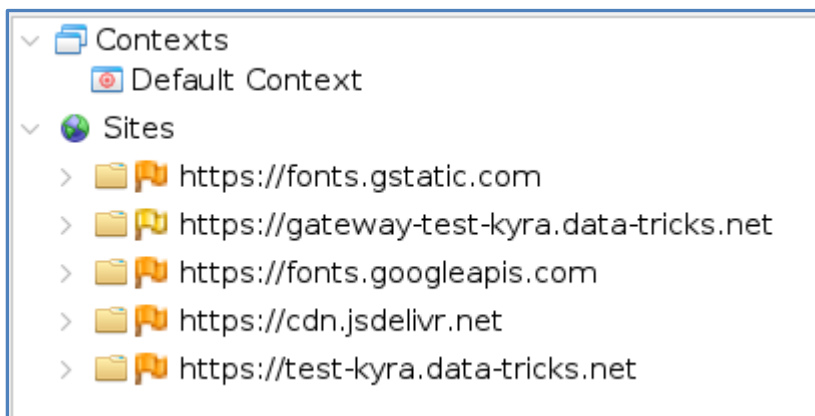 Contexts
Default Context
Sites
https://fonts.gstatic.com
https://gateway-test-kyra.data-tricks.net
https://fonts.googleapis.com
https://cdn.jsdelivr.net
https://test-kyra.data-tricks.net